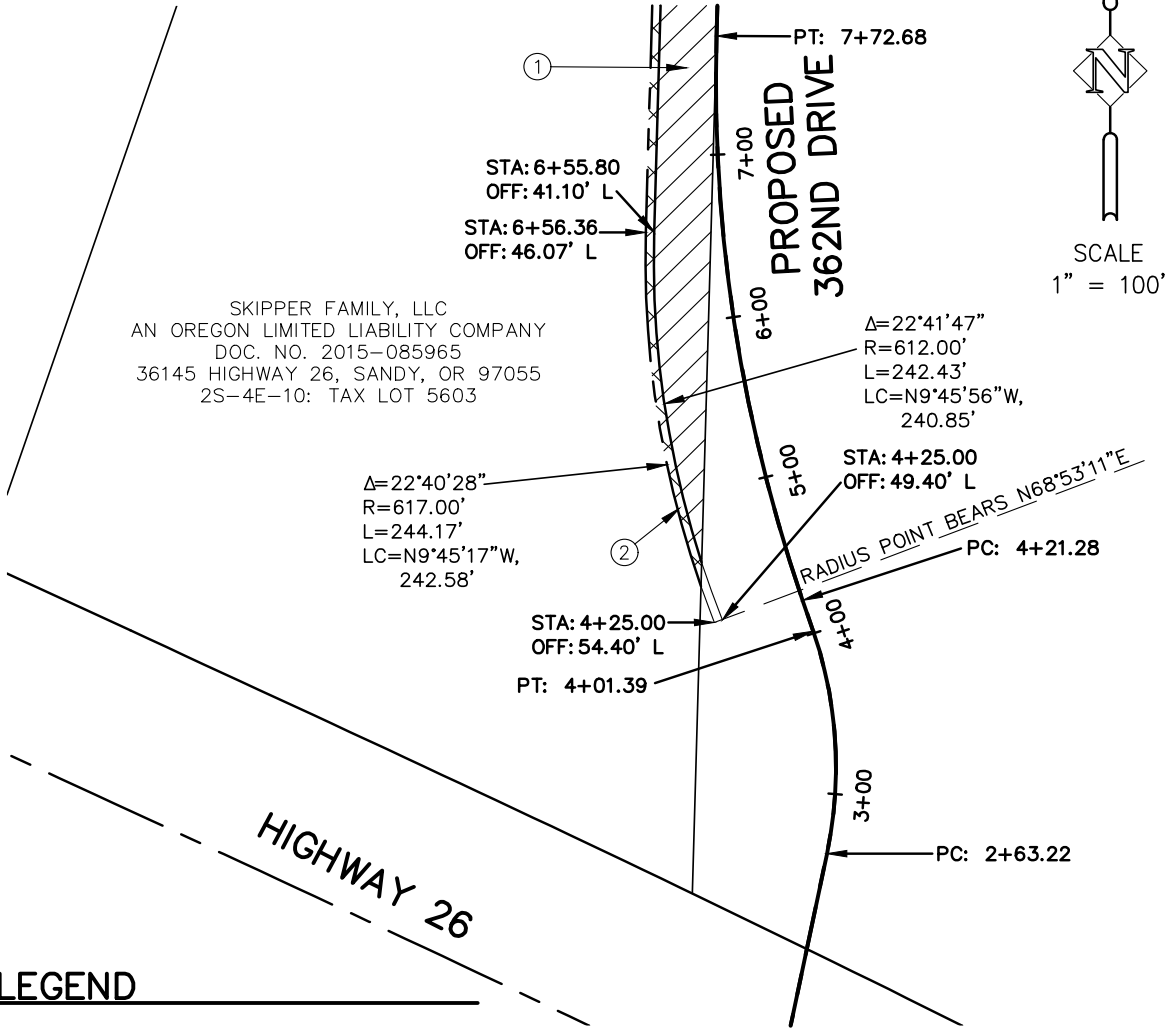 PT: 7+72.68
1
N
PROPOSED
362ND DRIVE
7+00
STA: 6+55.80
OFF: 41.10' L
STA: 6+56.36
OFF: 46.07' L
SCALE
1" = 100'
SKIPPER FAMILY, LLC
AN OREGON LIMITED LIABILITY COMPANY
DOC. NO. 2015-085965
36145 HIGHWAY 26, SANDY, OR 97055
2S-4E-10: TAX LOT 5603
6+00
Δ=22°41'47"
R=612.00'
L=242.43'
LC=N9°45'56"W,
240.85'
5+00
STA: 4+25.00
OFF: 49.40' L
Δ=22°40'28"
R=617.00'
L=244.17'
LC=N9°45'17"W,
242.58'
2
RADIUS POINT BEARS N68°53'11"E
PC: 4+21.28
STA: 4+25.00
OFF: 54.40' L
4+00
PT: 4+01.39
3+00
PC: 2+63.22
HIGHWAY 26
LEGEND